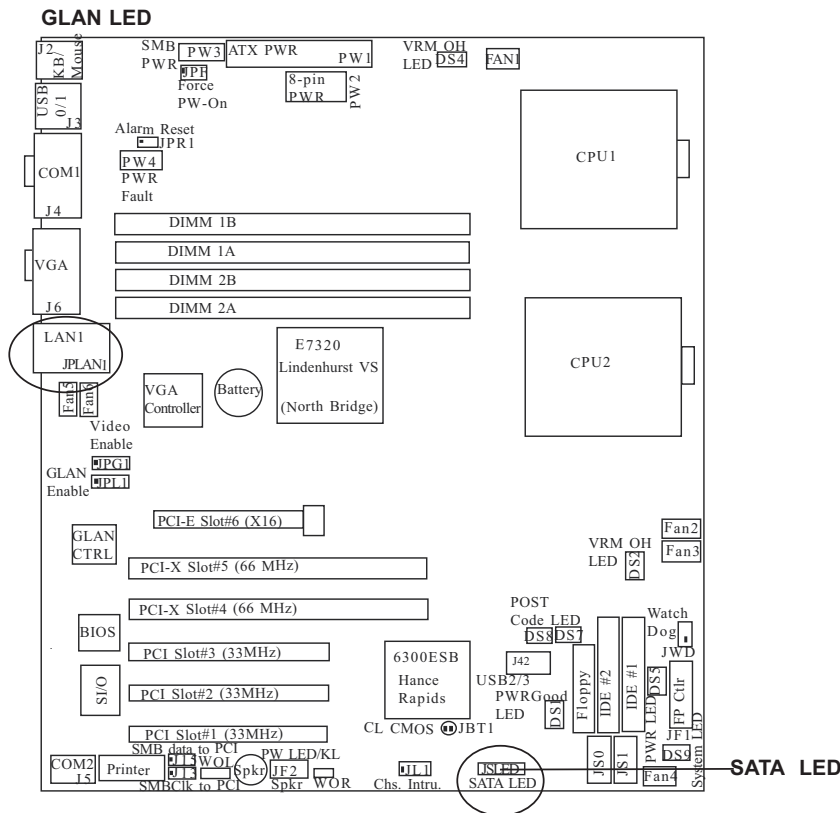 GLAN LED
J2
KB/
Mouse
SMB
PWR
PW3
ATX PWR
PW1
VRM OH
LED
DS4
FAN1
JPF
Force
PW-On
8-pin
PWR
PW2
USB
0/1
J3
Alarm Reset
JPR1
PW4
PWR
Fault
COM1
J4
CPU1
DIMM 1B
DIMM 1A
DIMM 2B
DIMM 2A
VGA
J6
LAN1
JPLAN1
E7320
Lindenhurst VS
(North Bridge)
CPU2
Fan5
Fan6
VGA
Controller
Battery
Video
Enable
JPG1
GLAN
Enable
JPL1
PCI-E Slot#6 (X16)
GLAN
CTRL
Fan2
Fan3
VRM OH
LED
DS2
PCI-X Slot#5 (66 MHz)
PCI-X Slot#4 (66 MHz)
POST
Code LED
DS8
DS7
Watch
Dog
JWD
BIOS
PCI Slot#3 (33MHz)
6300ESB
Hance
Rapids
J42
USB2/3
PWRGood
LED
DS1
Floppy
IDE #2
IDE #1
DS5
PWR LED
FP Ctlr
JF1
SI/O
PCI Slot#2 (33MHz)
PCI Slot#1 (33MHz)
CL CMOS
JBT1
DS9
System LED
COM2
J5
Printer
SMB data to PCI
J15
J13
SMBClk to PCI
WOL
Spkr
PW LED/KL
JF2
Spkr
WOR
JL1
Chs. Intru.
JSLED
SATA LED
JS0
JS1
Fan4
SATA LED